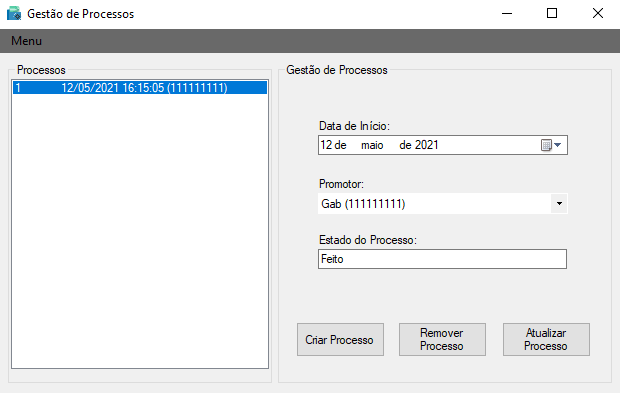 Gestão de Processos
Menu
Processos
1 12/05/2021 16:15:05 (111111111)
Gestão de Processos
Data de Início:
12 de maio de 2021
Promotor:
Gab (111111111)
Estado do Processo:
Feito
Criar Processo
Remover
Processo
Atualizar
Processo